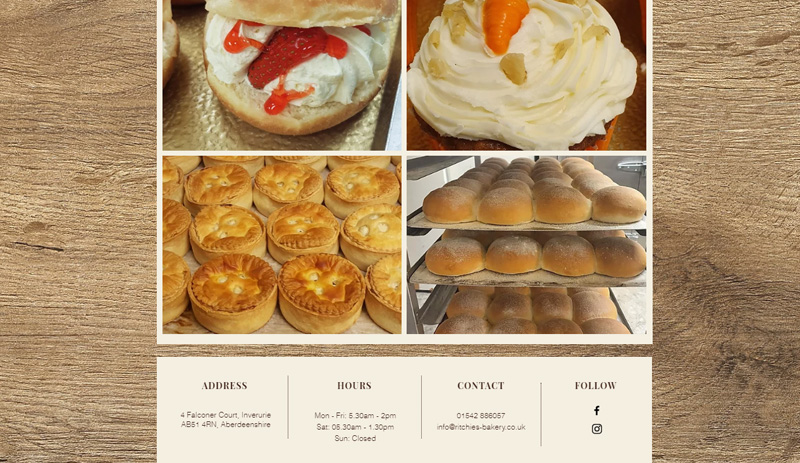 ADDRESS
4 Falconer Court, Inverurie
AB51 4RN, Aberdeenshire
HOURS
Mon - Fri: 5.30am - 2pm
Sat: 05.30am - 1.30pm
Sun: Closed
CONTACT
01542 886057
info@ritchies-bakery.co.uk
FOLLOW